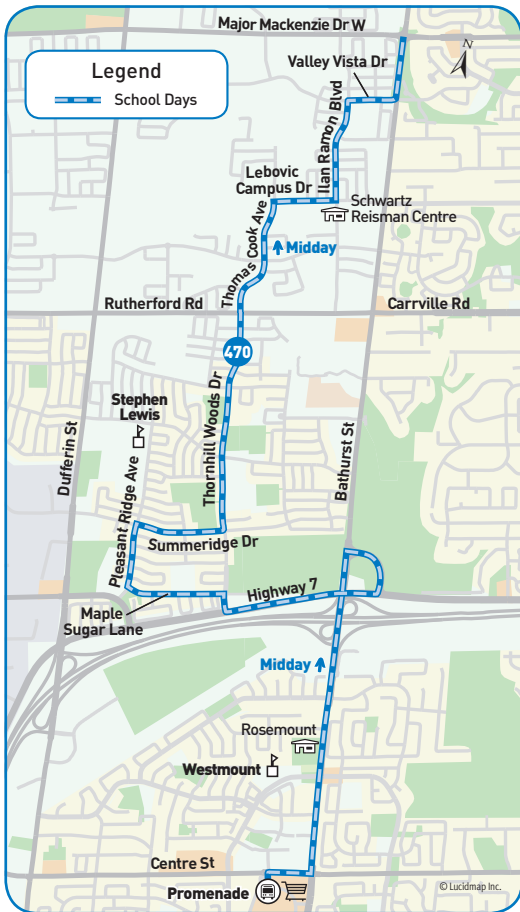 Major Mackenzie Dr W
Legend
School Days
N
Valley Vista Dr
Ilan Ramon Blvd
Lebovic
Campus Dr
Schwartz
Reisman Centre
Thomas Cook Ave
Midday
Rutherford Rd
Carrville Rd
470
Stephen
Lewis
Thornhill Woods Dr
Dufferin St
Bathurst St
Pleasant Ridge Ave
Summeridge Dr
Highway 7
Maple
Sugar Lane
Midday
Rosemount
Westmount
Centre St
Promenade
© Lucidmap Inc.